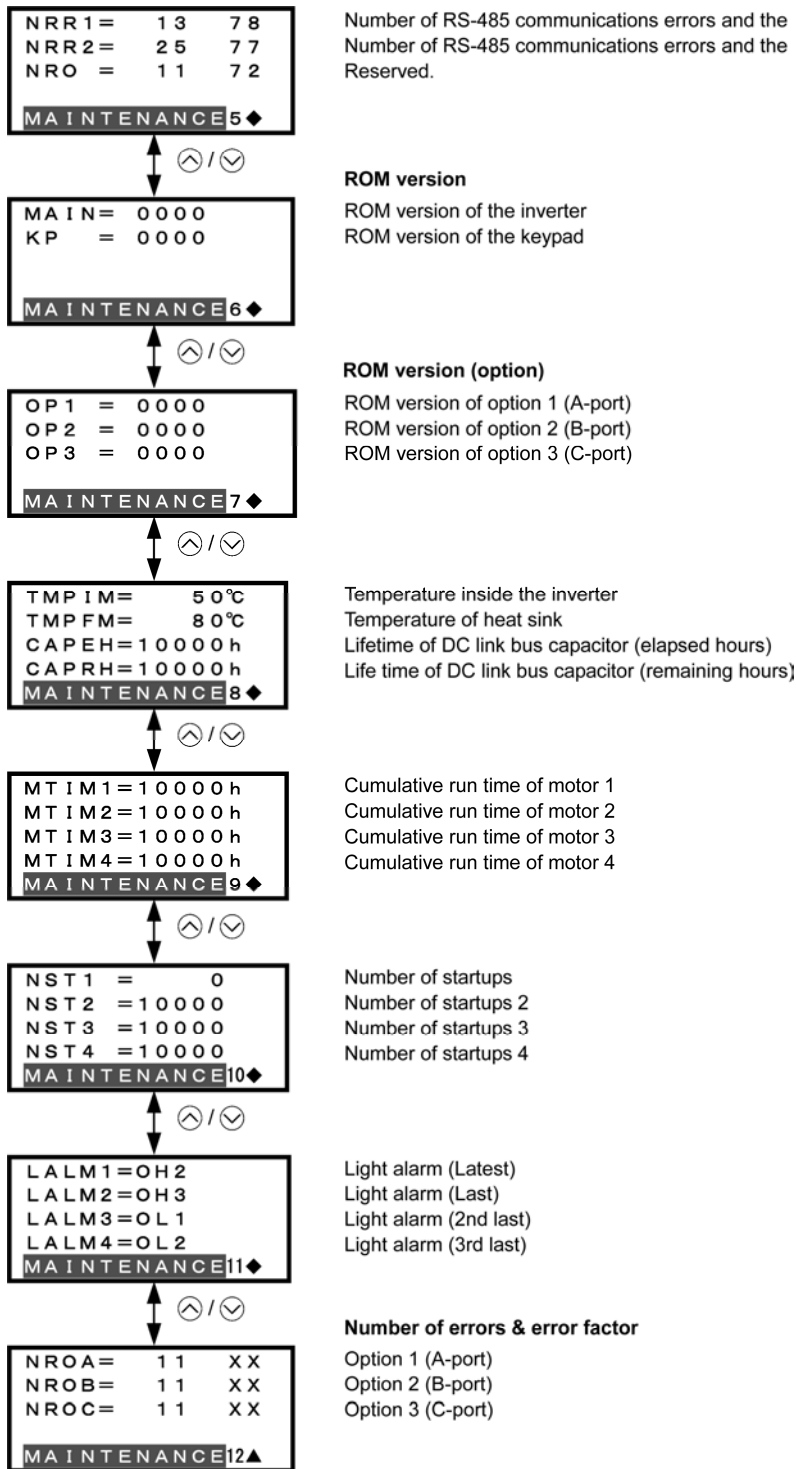 NRR1= 13 78
NRR2= 25 77
NRO = 11 72
MAINTENANCE5◆
Number of RS-485 communications errors and the
Number of RS-485 communications errors and the
Reserved.
/
ROM version
MAIN= 0000
KP = 0000
MAINTENANCE6◆
ROM version of the inverter
ROM version of the keypad
/
ROM version (option)
OP1 = 0000
OP2 = 0000
OP3 = 0000
MAINTENANCE7◆
ROM version of option 1 (A-port)
ROM version of option 2 (B-port)
ROM version of option 3 (C-port)
/
TMPIM= 50℃
TMPFM= 80℃
CAPEH=10000h
CAPRH=10000h
MAINTENANCE8◆
Temperature inside the inverter
Temperature of heat sink
Lifetime of DC link bus capacitor (elapsed hours)
Life time of DC link bus capacitor (remaining hours)
/
MTIM1=10000h
MTIM2=10000h
MTIM3=10000h
MTIM4=10000h
MAINTENANCE9◆
Cumulative run time of motor 1
Cumulative run time of motor 2
Cumulative run time of motor 3
Cumulative run time of motor 4
/
NST1 = 0
NST2 =10000
NST3 =10000
NST4 =10000
MAINTENANCE10◆
Number of startups
Number of startups 2
Number of startups 3
Number of startups 4
/
LALM1=OH2
LALM2=OH3
LALM3=OL1
LALM4=OL2
MAINTENANCE11◆
Light alarm (Latest)
Light alarm (Last)
Light alarm (2nd last)
Light alarm (3rd last)
/
Number of errors & error factor
NROA= 11 XX
NROB= 11 XX
NROC= 11 XX
MAINTENANCE12▲
Option 1 (A-port)
Option 2 (B-port)
Option 3 (C-port)